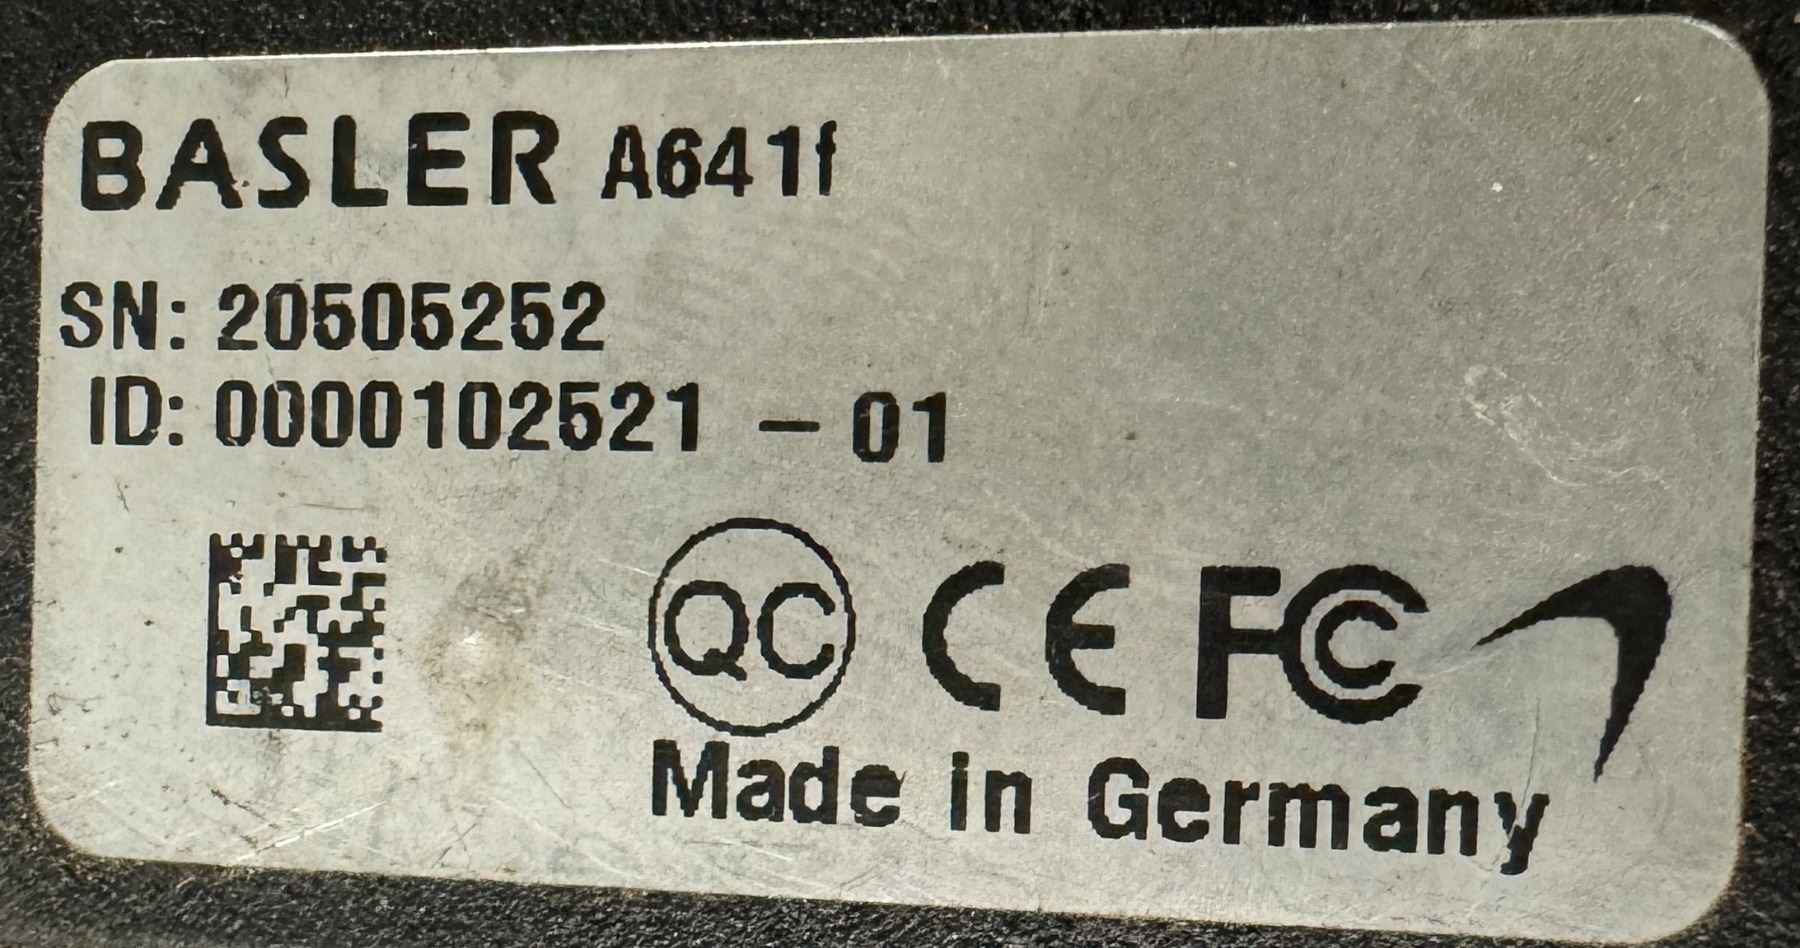 BASLER A641f
SN: 20505252
ID: 0000102521 - 01
QC CE FC
Made in Germany